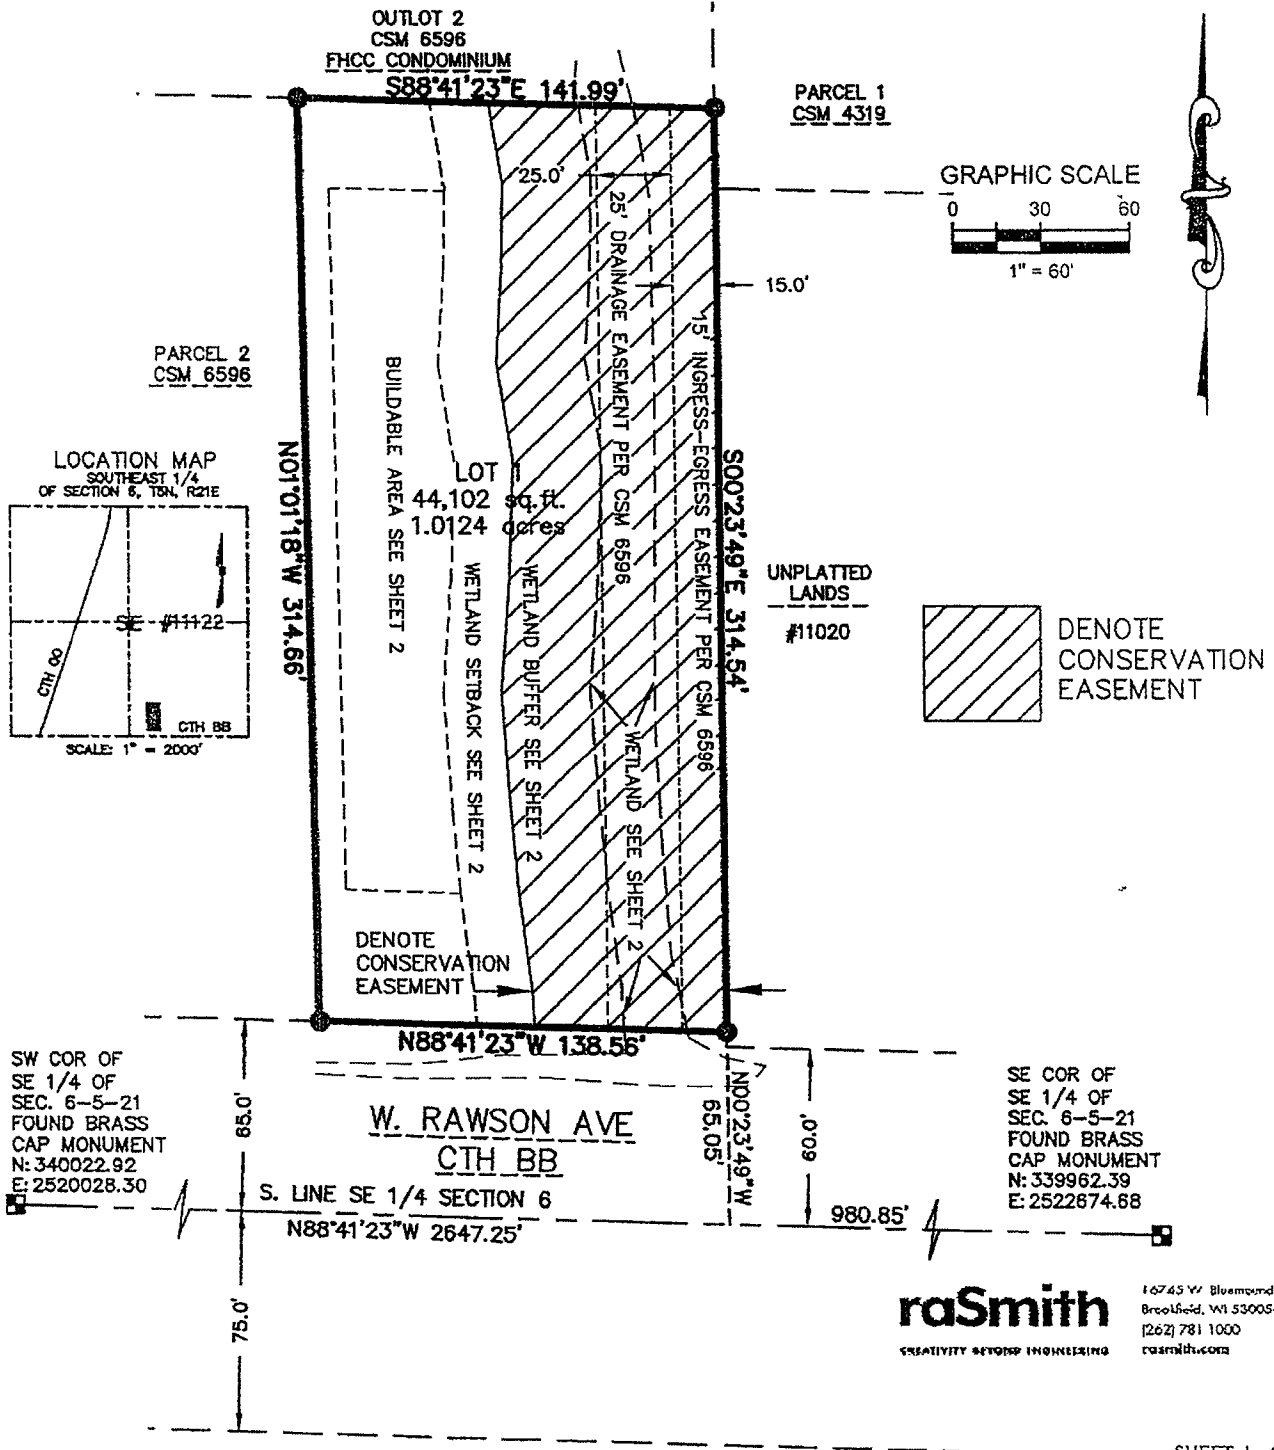 OUTLOT 2
CSM 6596
FHCC CONDOMINIUM
S88°41'23"E 141.99'
PARCEL 1
CSM 4319
GRAPHIC SCALE
0 30 60
1" = 60'
25.0'
15.0'
25' DRAINAGE EASEMENT PER CSM 6596
15' INGRESS-EGRESS EASEMENT PER CSM 6596
PARCEL 2
CSM 6596
BUILDABLE AREA SEE SHEET 2
LOCATION MAP
SOUTHEAST 1/4
OF SECTION 6, T5N, R21E
SE #11122
CTH OO
CTH BB
SCALE: 1" = 2000'
N01°01'18"W 314.66'
LOT 1
44,102 sq.ft.
1.0124 acres
S00°23'49"E 314.54'
UNPLATTED
LANDS
#11020
DENOTE
CONSERVATION
EASEMENT
WETLAND SETBACK SEE SHEET 2
WETLAND BUFFER SEE SHEET 2
WETLAND SEE SHEET 2
DENOTE
CONSERVATION
EASEMENT
N88°41'23"W 138.56'
SW COR OF
SE 1/4 OF
SEC. 6-5-21
FOUND BRASS
CAP MONUMENT
N: 340022.92
E: 2520028.30
65.0'
W. RAWSON AVE
CTH BB
N00°23'49"W
65.05'
60.0'
SE COR OF
SE 1/4 OF
SEC. 6-5-21
FOUND BRASS
CAP MONUMENT
N: 339962.39
E: 2522674.68
S. LINE SE 1/4 SECTION 6
N88°41'23"W 2647.25'
980.85'
75.0'
raSmith
CREATIVITY BEYOND ENGINEERING
16745 W. Bluemound
Brookfield, WI 53005-
(262) 781 1000
rasmith.com